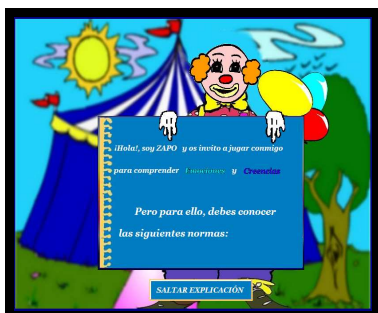 ¡Hola!, soy ZAPO y os invito a jugar conmigo
para comprender Emociones y Creencias
Pero para ello, debes conocer
las siguientes normas:
SALTAR EXPLICACIÓN